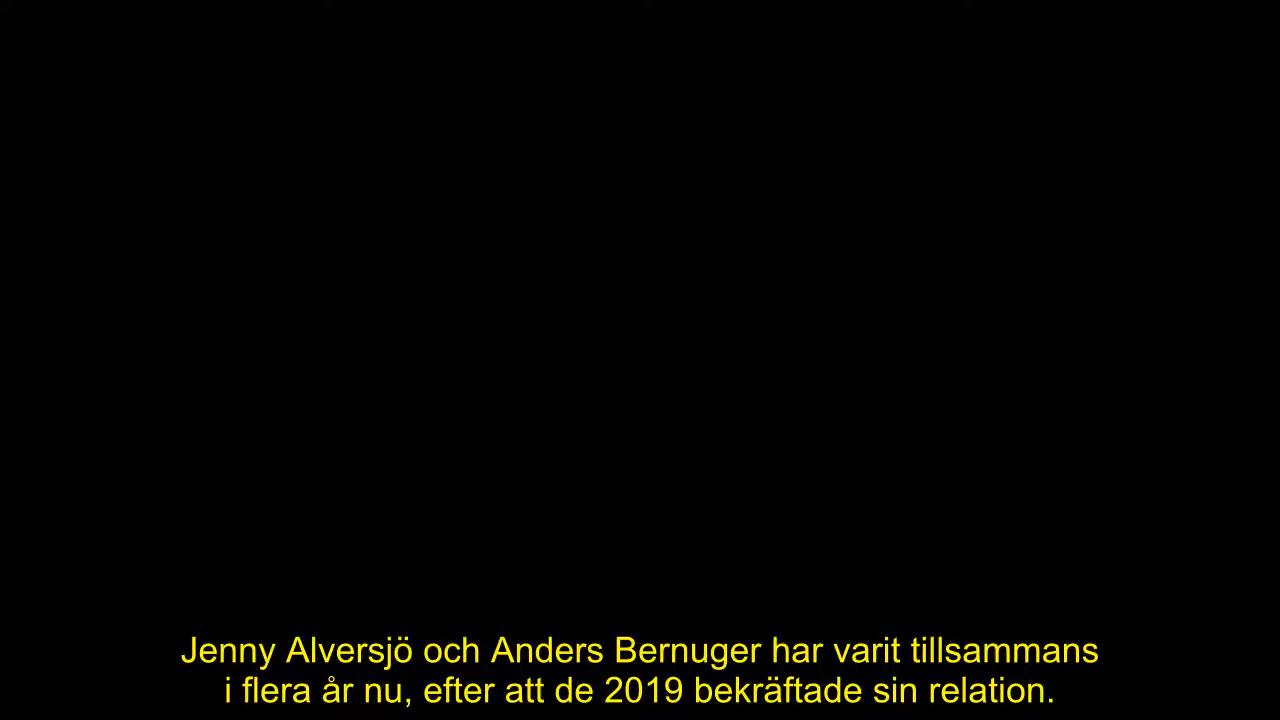 Jenny Alversjö och Anders Bernuger har varit tillsammans
i flera år nu, efter att de 2019 bekräftade sin relation.